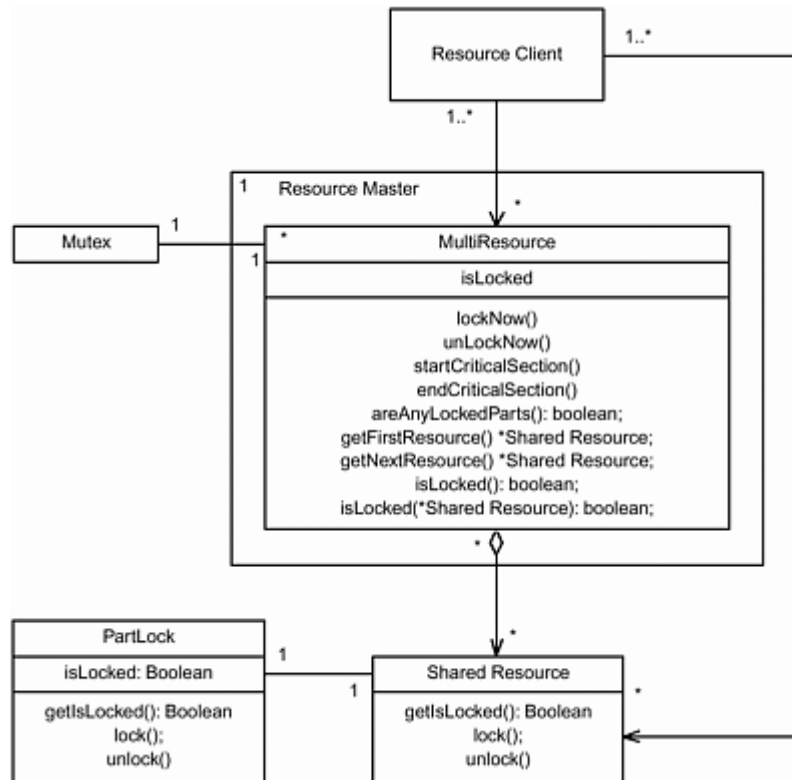 Resource Client
1..*
1..*
1
Resource Master
*
1
Mutex
*
MultiResource
1
isLocked
lockNow()
unLockNow()
startCriticalSection()
endCriticalSection()
areAnyLockedParts(): boolean;
getFirstResource() *Shared Resource;
getNextResource() *Shared Resource;
isLocked(): boolean;
isLocked(*Shared Resource): boolean;
*
*
PartLock
isLocked: Boolean
getIsLocked(): Boolean
lock();
unlock()
1
1
Shared Resource
getIsLocked(): Boolean
lock();
unlock()
*